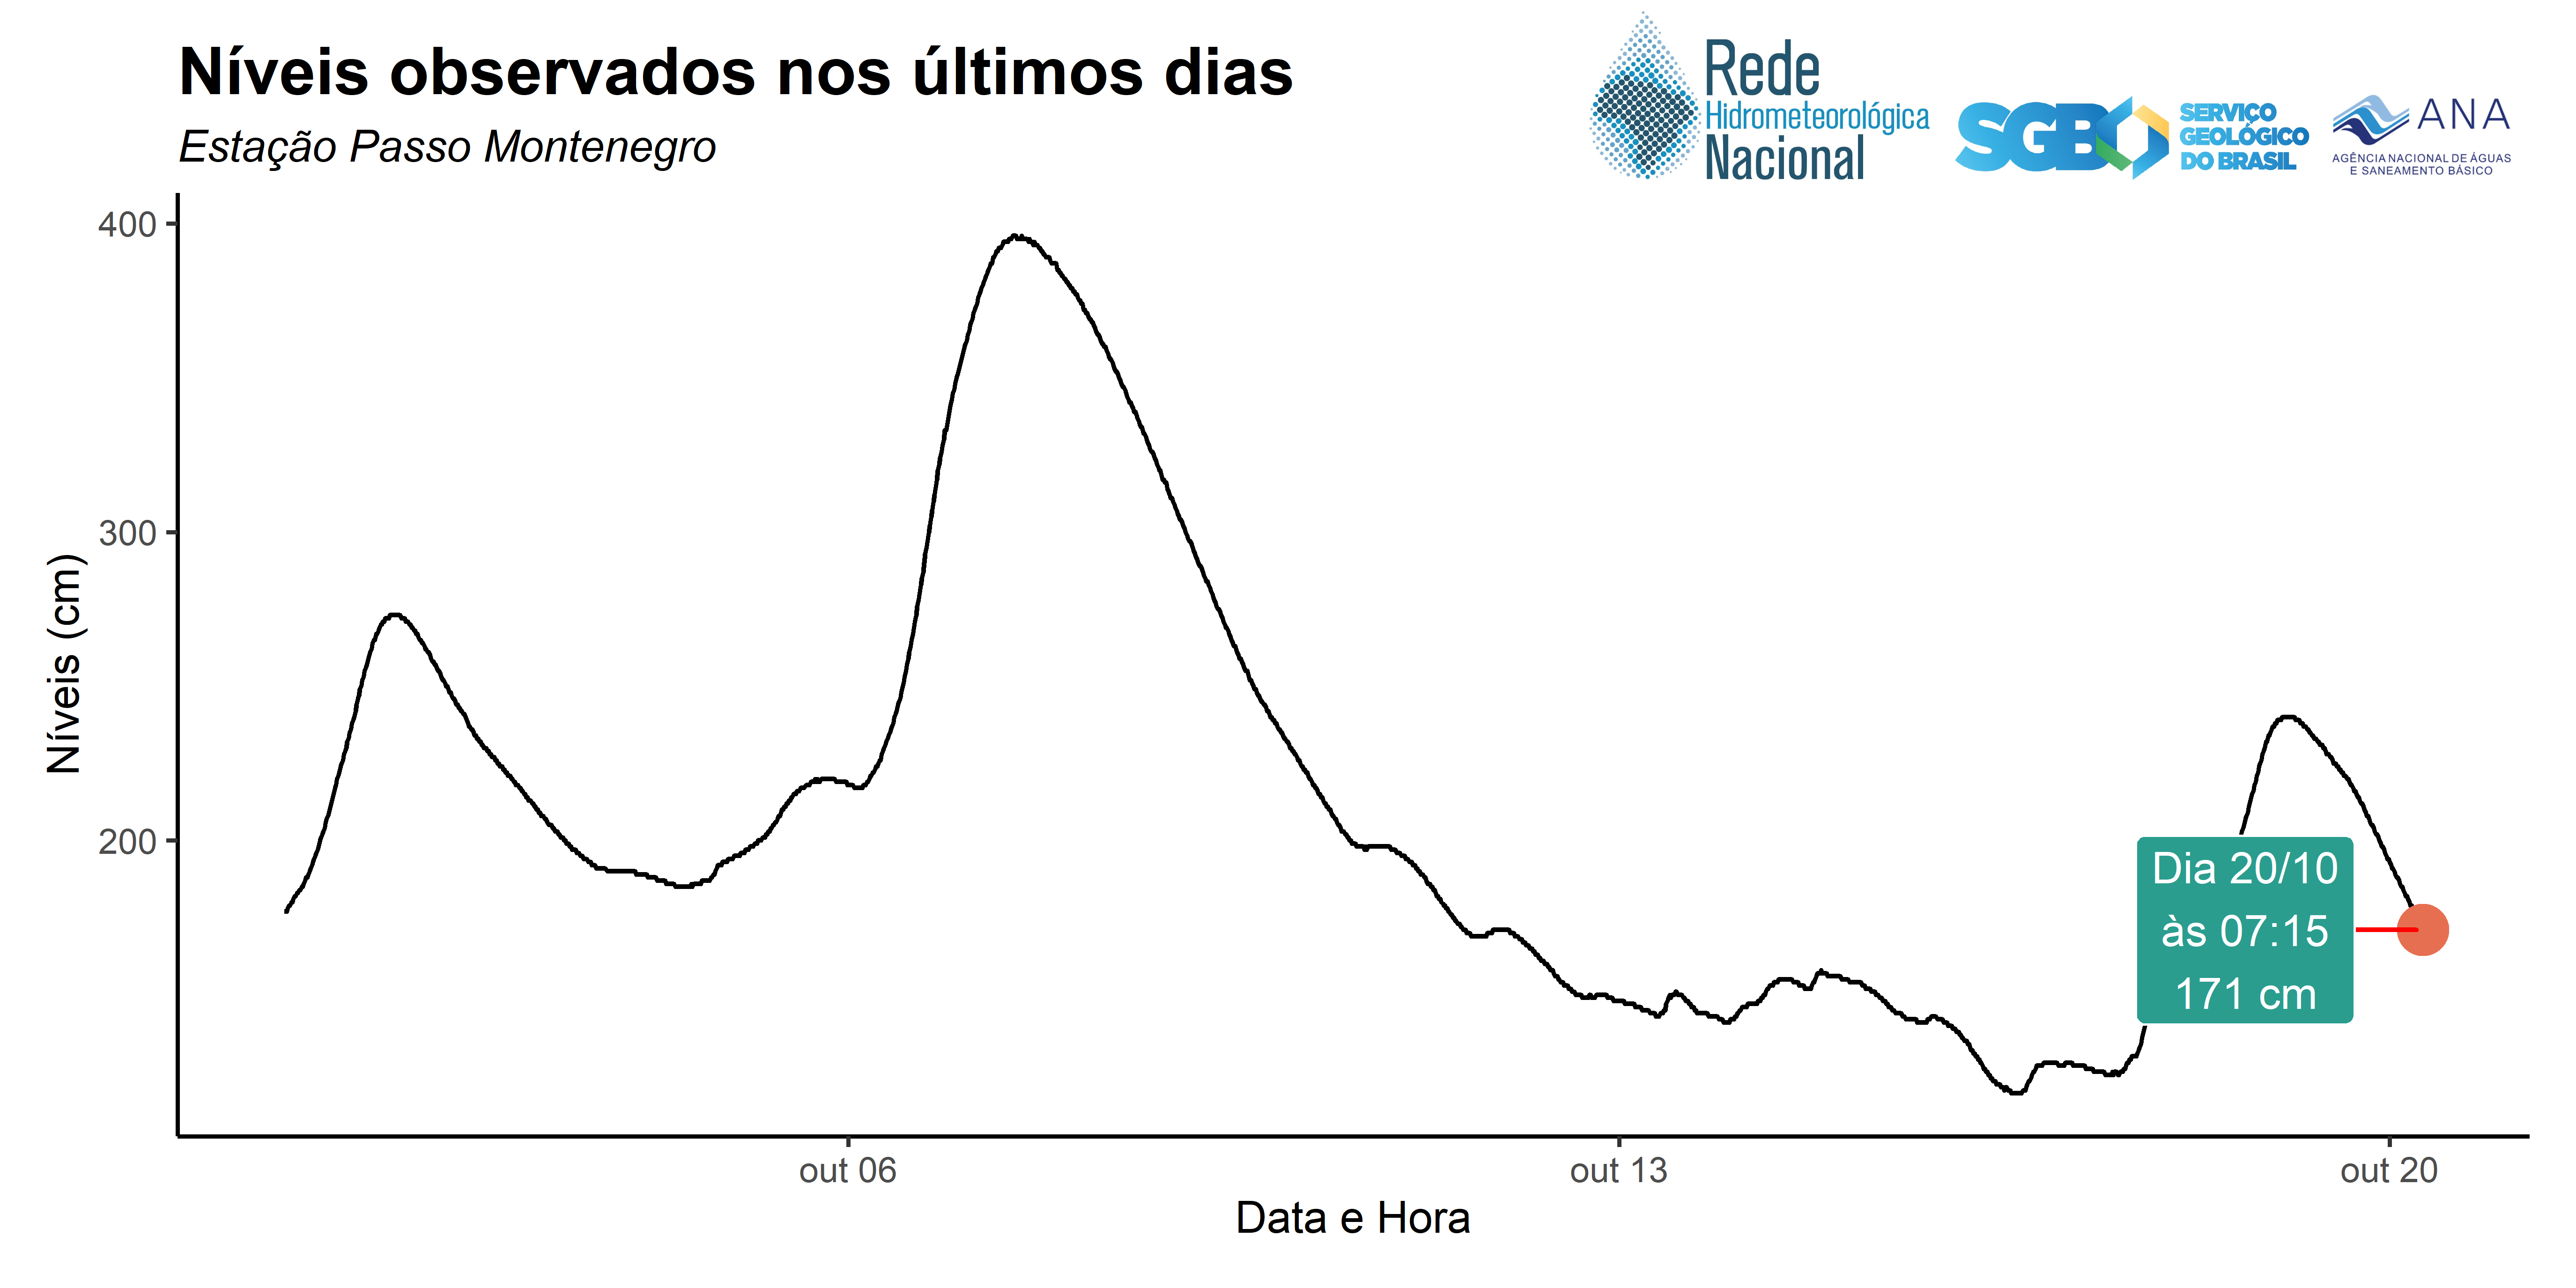 Níveis observados nos últimos dias
Estação Passo Montenegro
Rede
Hidrometeorológica
Nacional
SGB
SERVIÇO
GEOLÓGICO
DO BRASIL
ANA
AGÊNCIA NACIONAL DE ÁGUAS
E SANEAMENTO BÁSICO
400
300
200
Níveis (cm)
Dia 20/10
às 07:15
171 cm
out 06
out 13
out 20
Data e Hora